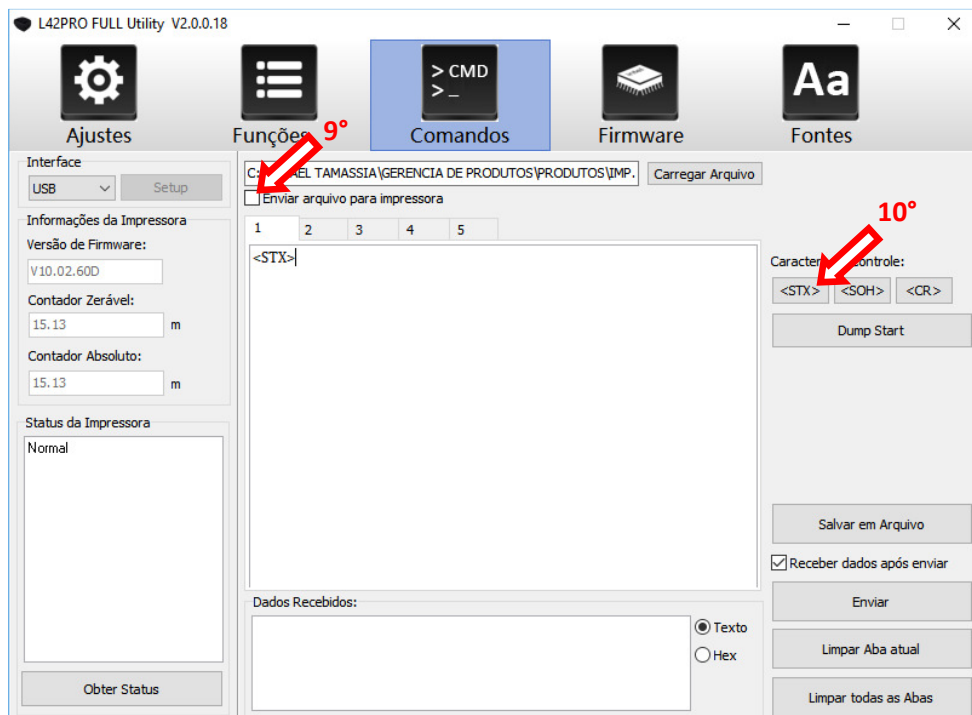 L42PRO FULL Utility V2.0.0.18
> CMD
> _
Aa
Ajustes
Funções
Comandos
Firmware
Fontes
9°
Interface
USB
Setup
TAMASSIA\GERENCIA DE PRODUTOS\PRODUTOS\IMP.
Carregar Arquivo
Enviar arquivo para impressora
Informações da Impressora
Versão de Firmware:
V10.02.60D
Contador Zerável:
15.13 m
Contador Absoluto:
15.13 m
1 2 3 4 5
<STX>
10°
<STX> <SOH> <CR>
Dump Start
Status da Impressora
Normal
Obter Status
Salvar em Arquivo
Receber dados após enviar
Enviar
Limpar Aba atual
Limpar todas as Abas
Dados Recebidos:
Texto
Hex